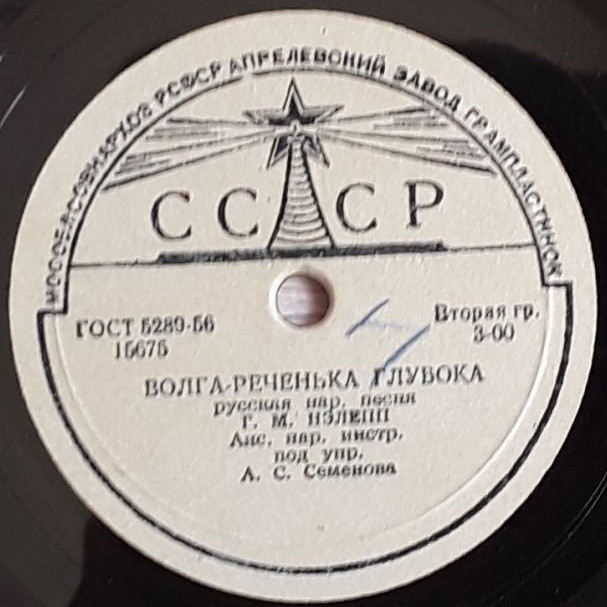 МОСОБЛСОВНАРХОЗ РСФСР АПРЕЛЕВСКИЙ ЗАВОД ГРАМПЛАСТИНОК
СССР
ГОСТ 5289-56
15675
Вторая гр.
3-00
ВОЛГА-РЕЧЕНЬКА ГЛУБОКА
русская нар. песня
Г. М. НЭЛЕПП
Анс. нар. инстр.
под упр.
А. С. Семенова